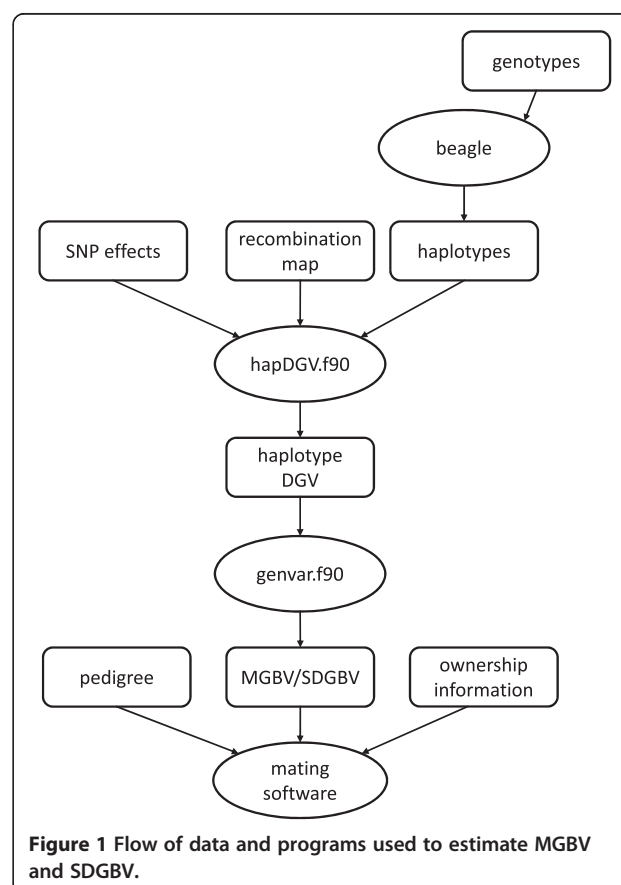 genotypes
beagle
SNP effects
recombination
map
haplotypes
hapDGV.f90
haplotype
DGV
genvar.f90
pedigree
MGBV/SDGBV
ownership
information
mating
software
Figure 1 Flow of data and programs used to estimate MGBV
and SDGBV.